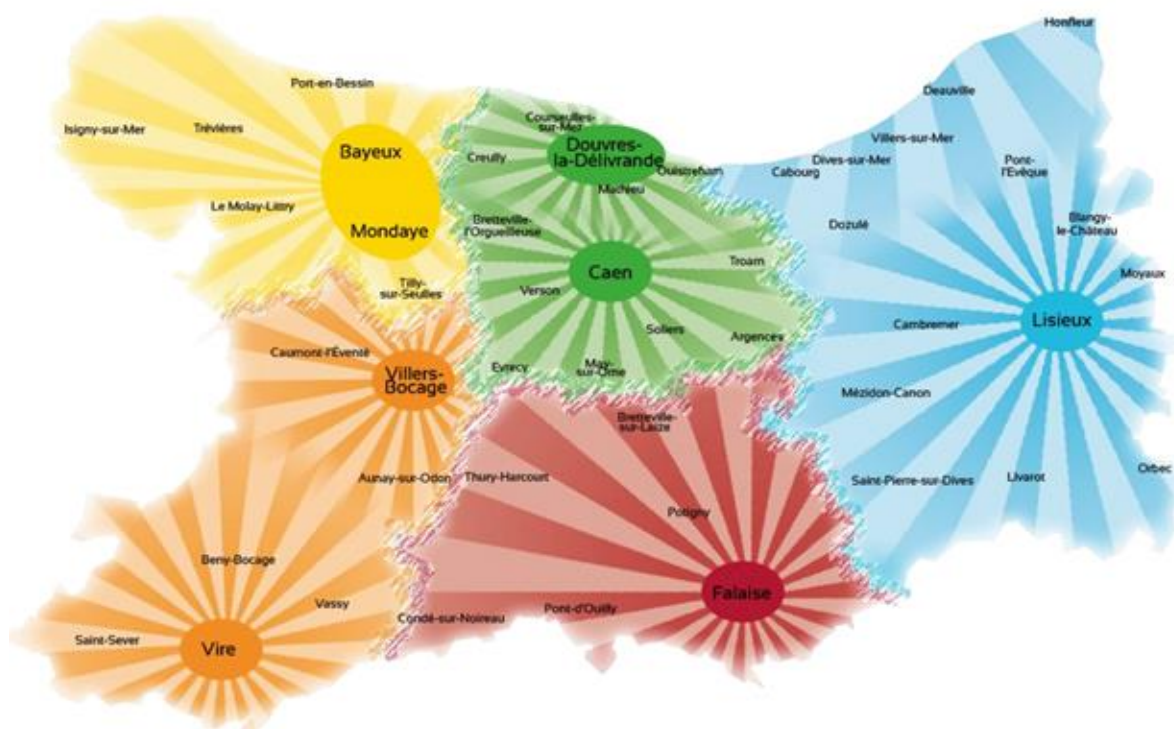 Honfleur
Port-en-Bessin
Deauville
Isigny-sur-Mer
Trévières
Courseulles-
sur-Mer
Villers-sur-Mer
Bayeux
Douvres-
la-Délivrande
Creully
Dives-sur-Mer
Ouistreham
Cabourg
Pont-
l'Evêque
Mathieu
Le Molay-Littry
Mondaye
Bretteville-
l'Orgueilleuse
Dozulé
Blangy-
le-Château
Caen
Troarn
Moyaux
Tilly-
sur-Seulles
Verson
Soliers
Argences
Cambremer
Lisieux
Caumont-l'Éventé
Villers-
Bocage
Evrecy
May-
sur-Orne
Mézidon-Canon
Bretteville-
sur-Laize
Aunay-sur-Odon
Thury-Harcourt
Saint-Pierre-sur-Dives
Livarot
Orbec
Potigny
Beny-Bocage
Falaise
Vassy
Condé-sur-Noireau
Pont-d'Ouilly
Saint-Sever
Vire